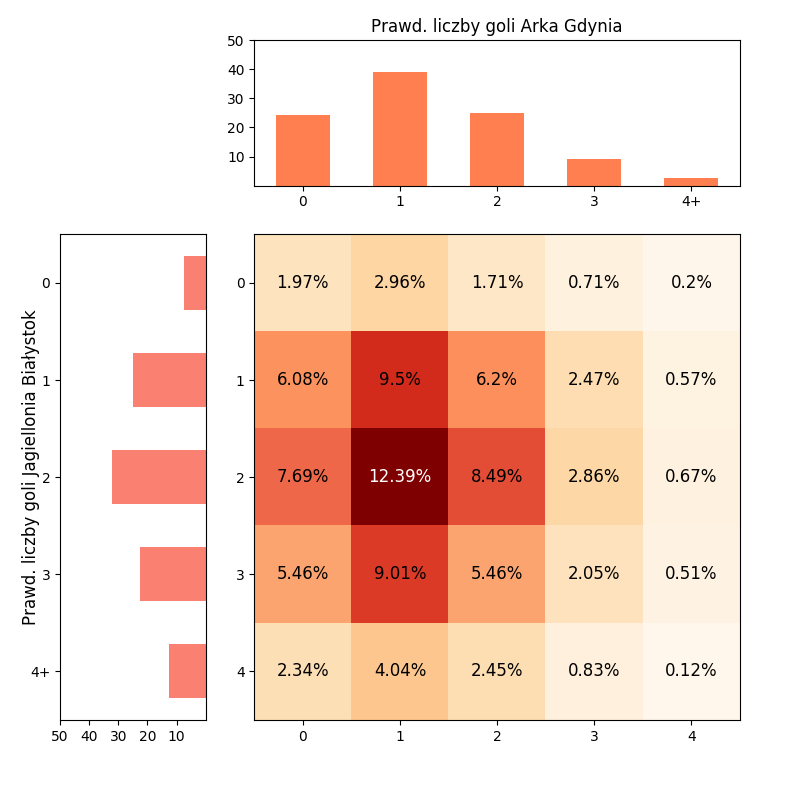 Prawd. liczby goli Arka Gdynia
50
40
30
20
10
0 1 2 3 4+
Prawd. liczby goli Jagiellonia Białystok
0
1
2
3
4+
50 40 30 20 10
0 1.97% 2.96% 1.71% 0.71% 0.2%
1 6.08% 9.5% 6.2% 2.47% 0.57%
2 7.69% 12.39% 8.49% 2.86% 0.67%
3 5.46% 9.01% 5.46% 2.05% 0.51%
4 2.34% 4.04% 2.45% 0.83% 0.12%
0 1 2 3 4